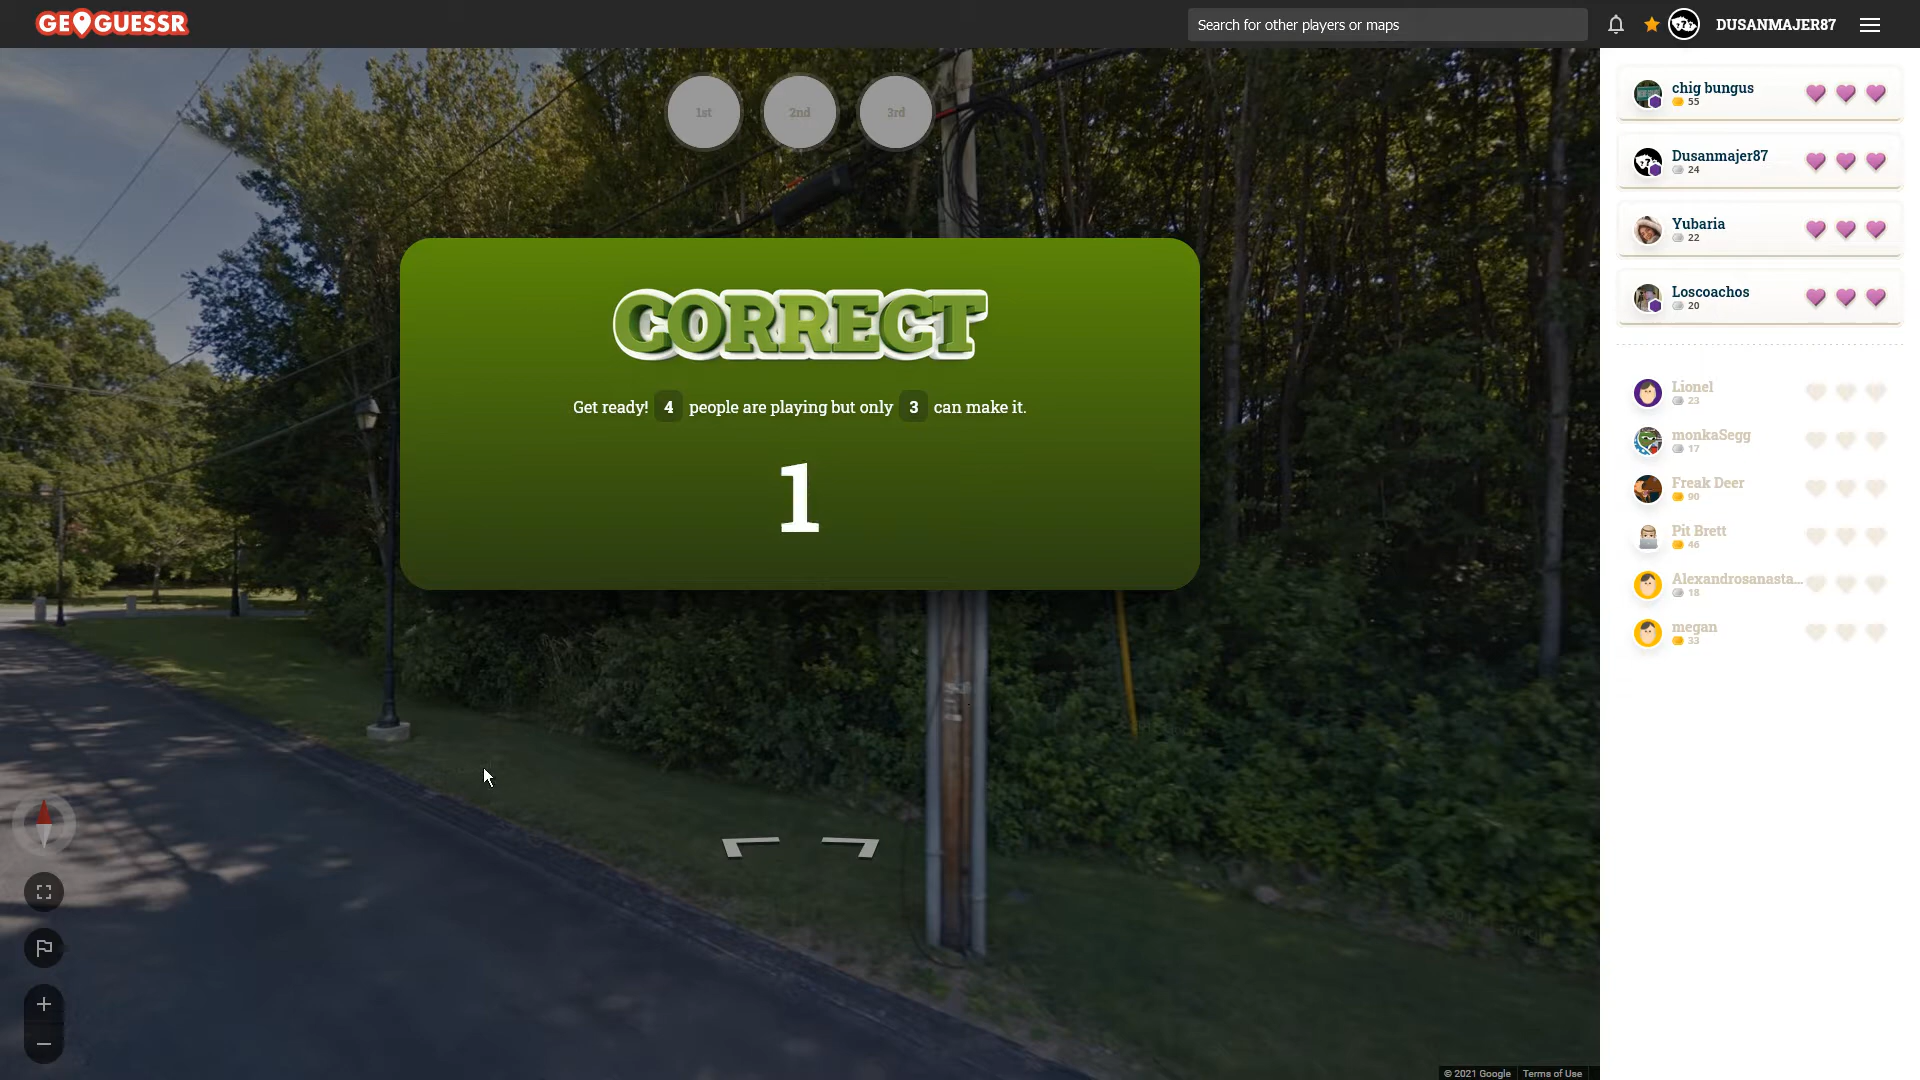 GEOGUESSR
Search for other players or maps
DUSANMAJER87
1st
2nd
3rd
CORRECT
Get ready! 4 people are playing but only 3 can make it.
1
chig bungus
55
Dusanmajer87
24
Yubaria
22
Loscoachos
20
Lionel
23
monkaSegg
17
Freak Deer
90
Pit Brett
46
Alexandrosanasta...
18
megan
33
© 2021 Google
Terms of Use